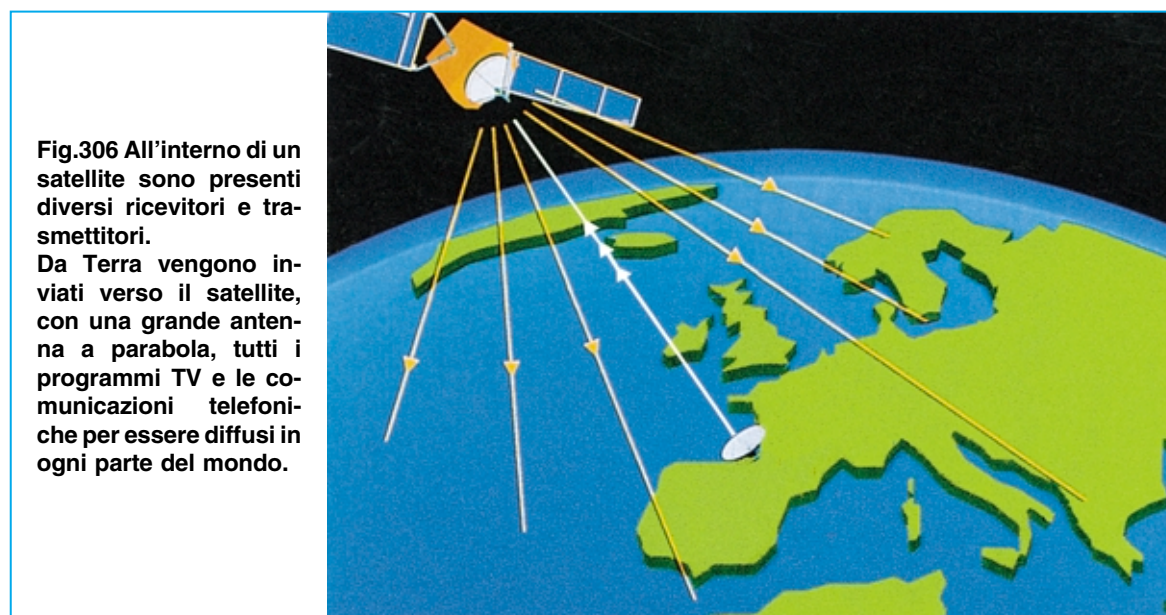 Fig.306 All'interno di un
satellite sono presenti
diversi ricevitori e tra-
smettitori.
Da Terra vengono in-
viati verso il satellite,
con una grande anten-
na a parabola, tutti i
programmi TV e le co-
municazioni telefoni-
che per essere diffusi in
ogni parte del mondo.